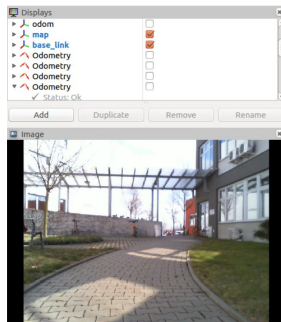 Displays
odom
map
base_link
Odometry
Odometry
Odometry
Odometry
Status: Ok
Add Duplicate Remove Rename
Image